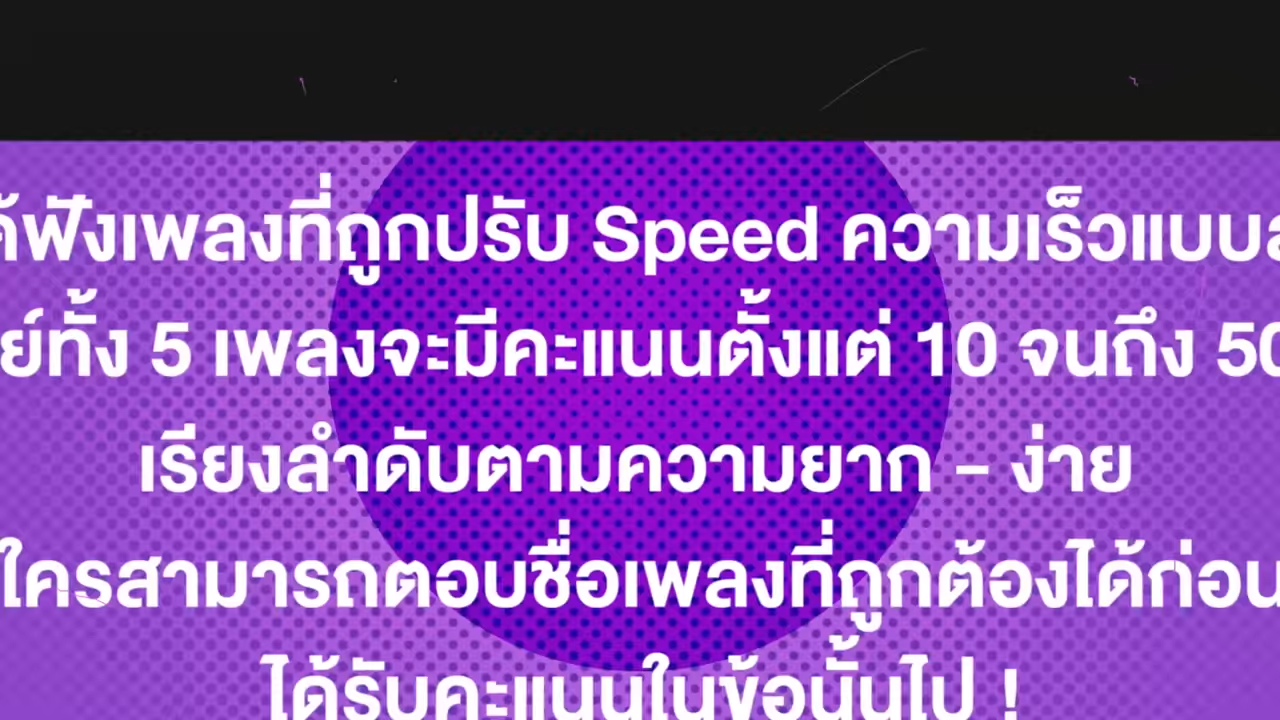 ฟังเพลงที่ถูกปรับ Speed ความเร็วแบบ
ทั้ง 5 เพลงจะมีคะแนนตั้งแต่ 10 จนถึง 50
เรียงลำดับตามความยาก – ง่าย
ใครสามารถตอบชื่อเพลงที่ถูกต้องได้ก่อน
ได้รับคะแนนในข้อนั้นไป !